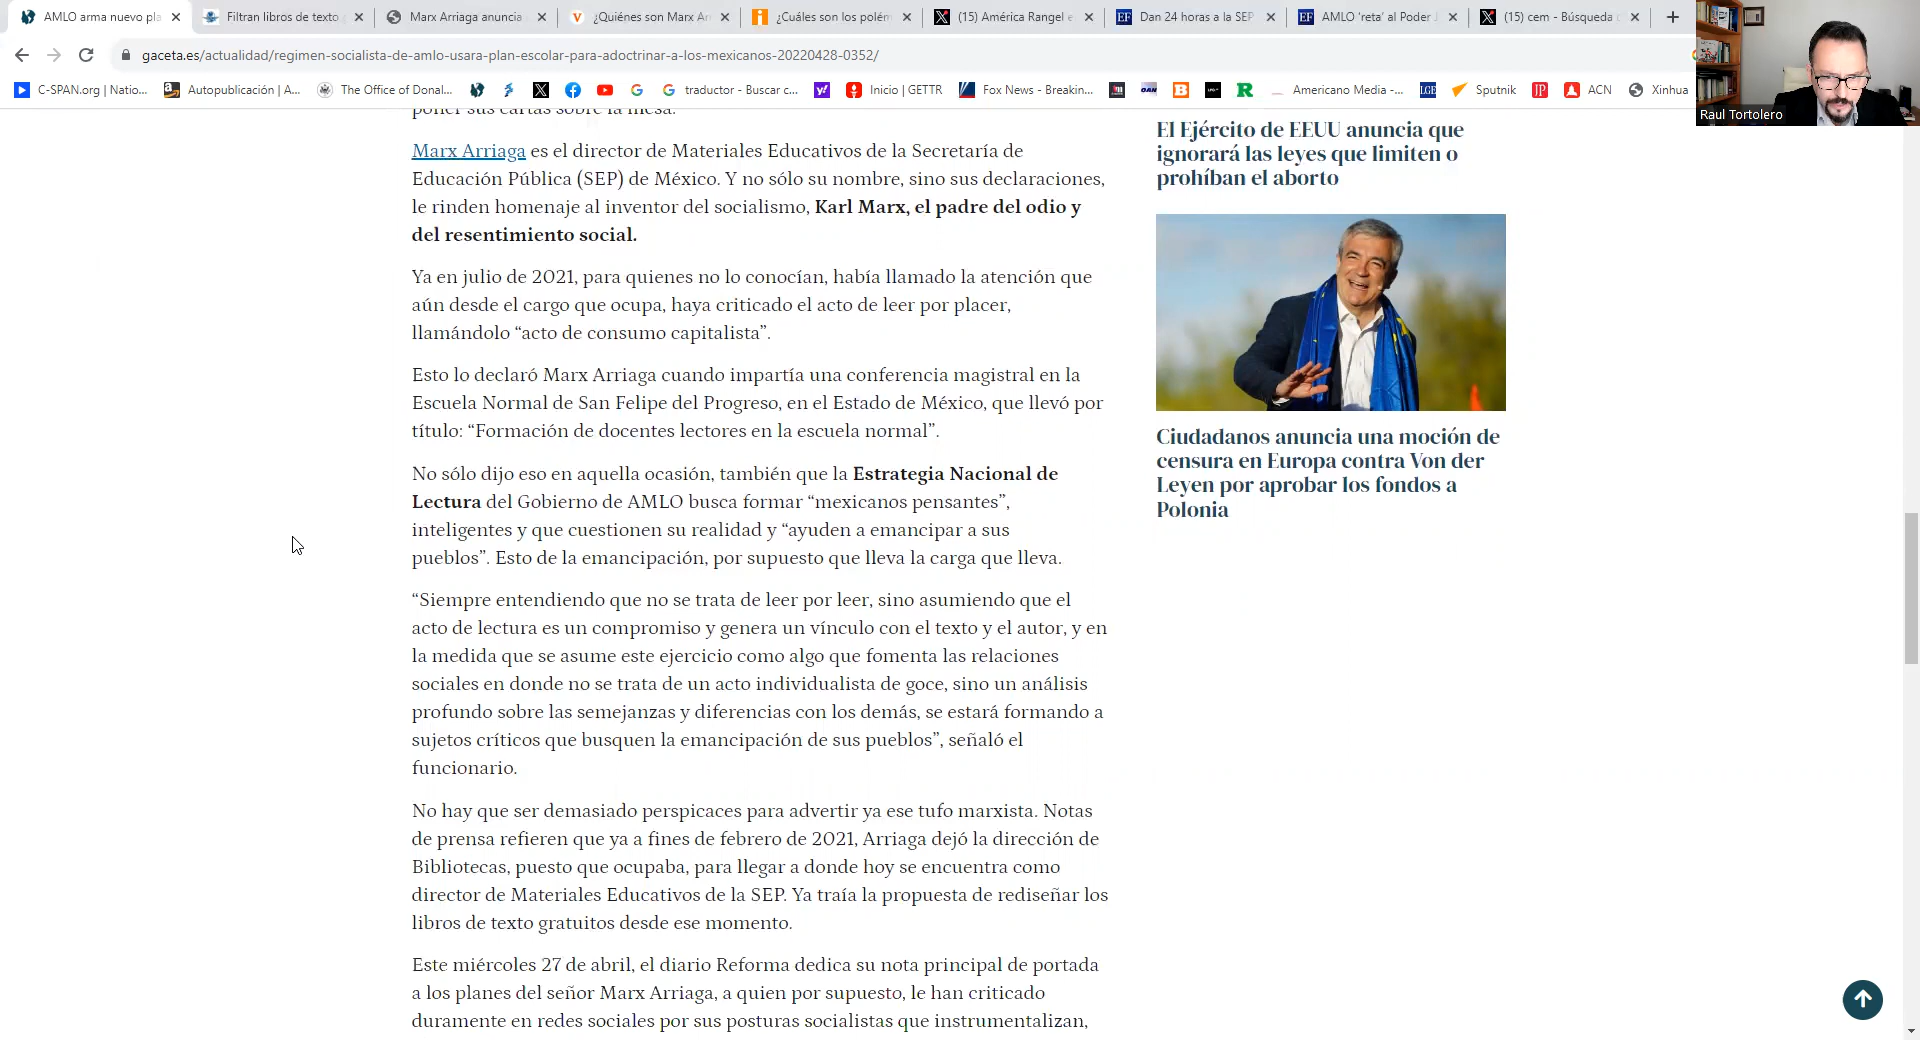 AMLO arma nuevo pla
Filtran libros de texto
Marx Arriaga anuncia
¿Quiénes son Marx Ar
¿Cuáles son los polém
(15) América Rangel e
Dan 24 horas a la SEP
AMLO 'reta' al Poder J
(15) cem - Búsqueda
gaceta.es/actualidad/regimen-socialista-de-amlo-usara-plan-escolar-para-adoctrinar-a-los-mexicanos-20220428-0352/
C-SPAN.org | Natio...
Autopublicación | A...
The Office of Donal...
traductor - Buscar c...
Inicio | GETTR
Fox News - Breakin...
OAN
Americano Media -...
LGE
Sputnik
JP
ACN
Xinhua
Raul Tortolero
poner sus cartas sobre la mesa.
Marx Arriaga es el director de Materiales Educativos de la Secretaría de
Educación Pública (SEP) de México. Y no sólo su nombre, sino sus declaraciones,
le rinden homenaje al inventor del socialismo, Karl Marx, el padre del odio y
del resentimiento social.
Ya en julio de 2021, para quienes no lo conocían, había llamado la atención que
aún desde el cargo que ocupa, haya criticado el acto de leer por placer,
llamándolo “acto de consumo capitalista”.
Esto lo declaró Marx Arriaga cuando impartía una conferencia magistral en la
Escuela Normal de San Felipe del Progreso, en el Estado de México, que llevó por
título: “Formación de docentes lectores en la escuela normal”.
No sólo dijo eso en aquella ocasión, también que la Estrategia Nacional de
Lectura del Gobierno de AMLO busca formar “mexicanos pensantes”,
inteligentes y que cuestionen su realidad y “ayuden a emancipar a sus
pueblos”. Esto de la emancipación, por supuesto que lleva la carga que lleva.
“Siempre entendiendo que no se trata de leer por leer, sino asumiendo que el
acto de lectura es un compromiso y genera un vínculo con el texto y el autor, y en
la medida que se asume este ejercicio como algo que fomenta las relaciones
sociales en donde no se trata de un acto individualista de goce, sino un análisis
profundo sobre las semejanzas y diferencias con los demás, se estará formando a
sujetos críticos que busquen la emancipación de sus pueblos”, señaló el
funcionario.
No hay que ser demasiado perspicaces para advertir ya ese tufo marxista. Notas
de prensa refieren que ya a fines de febrero de 2021, Arriaga dejó la dirección de
Bibliotecas, puesto que ocupaba, para llegar a donde hoy se encuentra como
director de Materiales Educativos de la SEP. Ya traía la propuesta de rediseñar los
libros de texto gratuitos desde ese momento.
Este miércoles 27 de abril, el diario Reforma dedica su nota principal de portada
a los planes del señor Marx Arriaga, a quien por supuesto, le han criticado
duramente en redes sociales por sus posturas socialistas que instrumentalizan,
El Ejército de EEUU anuncia que
ignorará las leyes que limiten o
prohíban el aborto
Ciudadanos anuncia una moción de
censura en Europa contra Von der
Leyen por aprobar los fondos a
Polonia